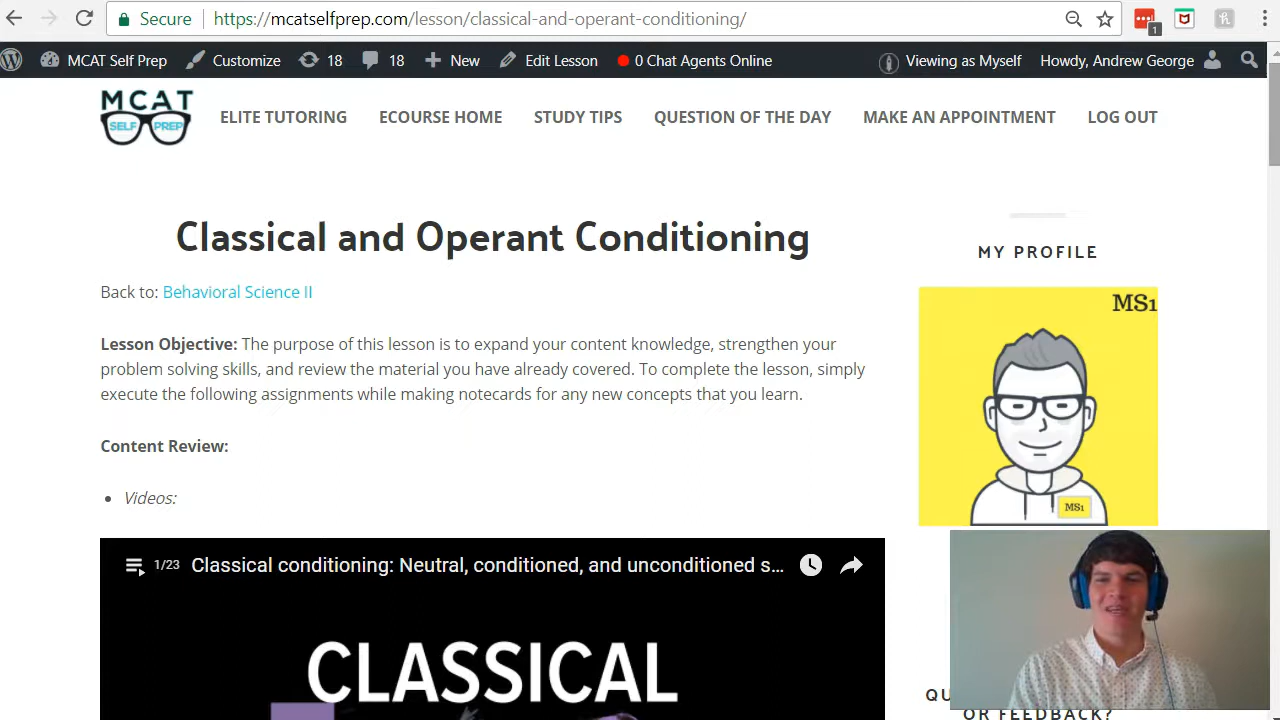 Secure
https://mcatselfprep.com/lesson/classical-and-operant-conditioning/
1
MCAT Self Prep
Customize
18
18
New
Edit Lesson
0 Chat Agents Online
Viewing as Myself
Howdy, Andrew George
MCAT
SELF PREP
ELITE TUTORING
ECOURSE HOME
STUDY TIPS
QUESTION OF THE DAY
MAKE AN APPOINTMENT
LOG OUT
Classical and Operant Conditioning
Back to: Behavioral Science II
Lesson Objective: The purpose of this lesson is to expand your content knowledge, strengthen your
problem solving skills, and review the material you have already covered. To complete the lesson, simply
execute the following assignments while making notecards for any new concepts that you learn.
Content Review:
Videos:
1/23 Classical conditioning: Neutral, conditioned, and unconditioned s...
CLASSICAL
MY PROFILE
MS1
MS1
OR FEEDBACK?